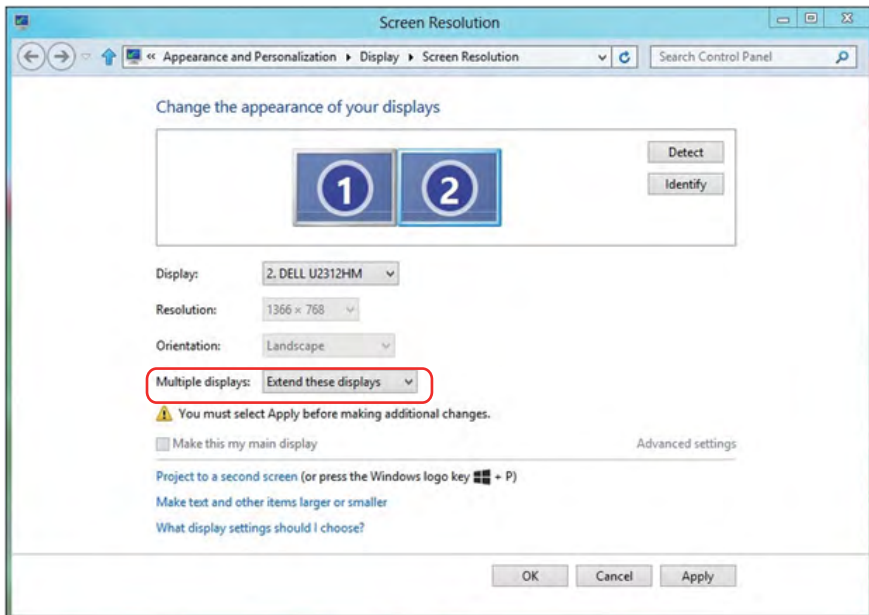 Screen Resolution
« Appearance and Personalization ▸ Display ▸ Screen Resolution
Search Control Panel
Change the appearance of your displays
1 2
Detect
Identify
Display: 2. DELL U2312HM
Resolution: 1366 × 768
Orientation: Landscape
Multiple displays: Extend these displays
You must select Apply before making additional changes.
Make this my main display
Advanced settings
Project to a second screen (or press the Windows logo key + P)
Make text and other items larger or smaller
What display settings should I choose?
OK Cancel Apply